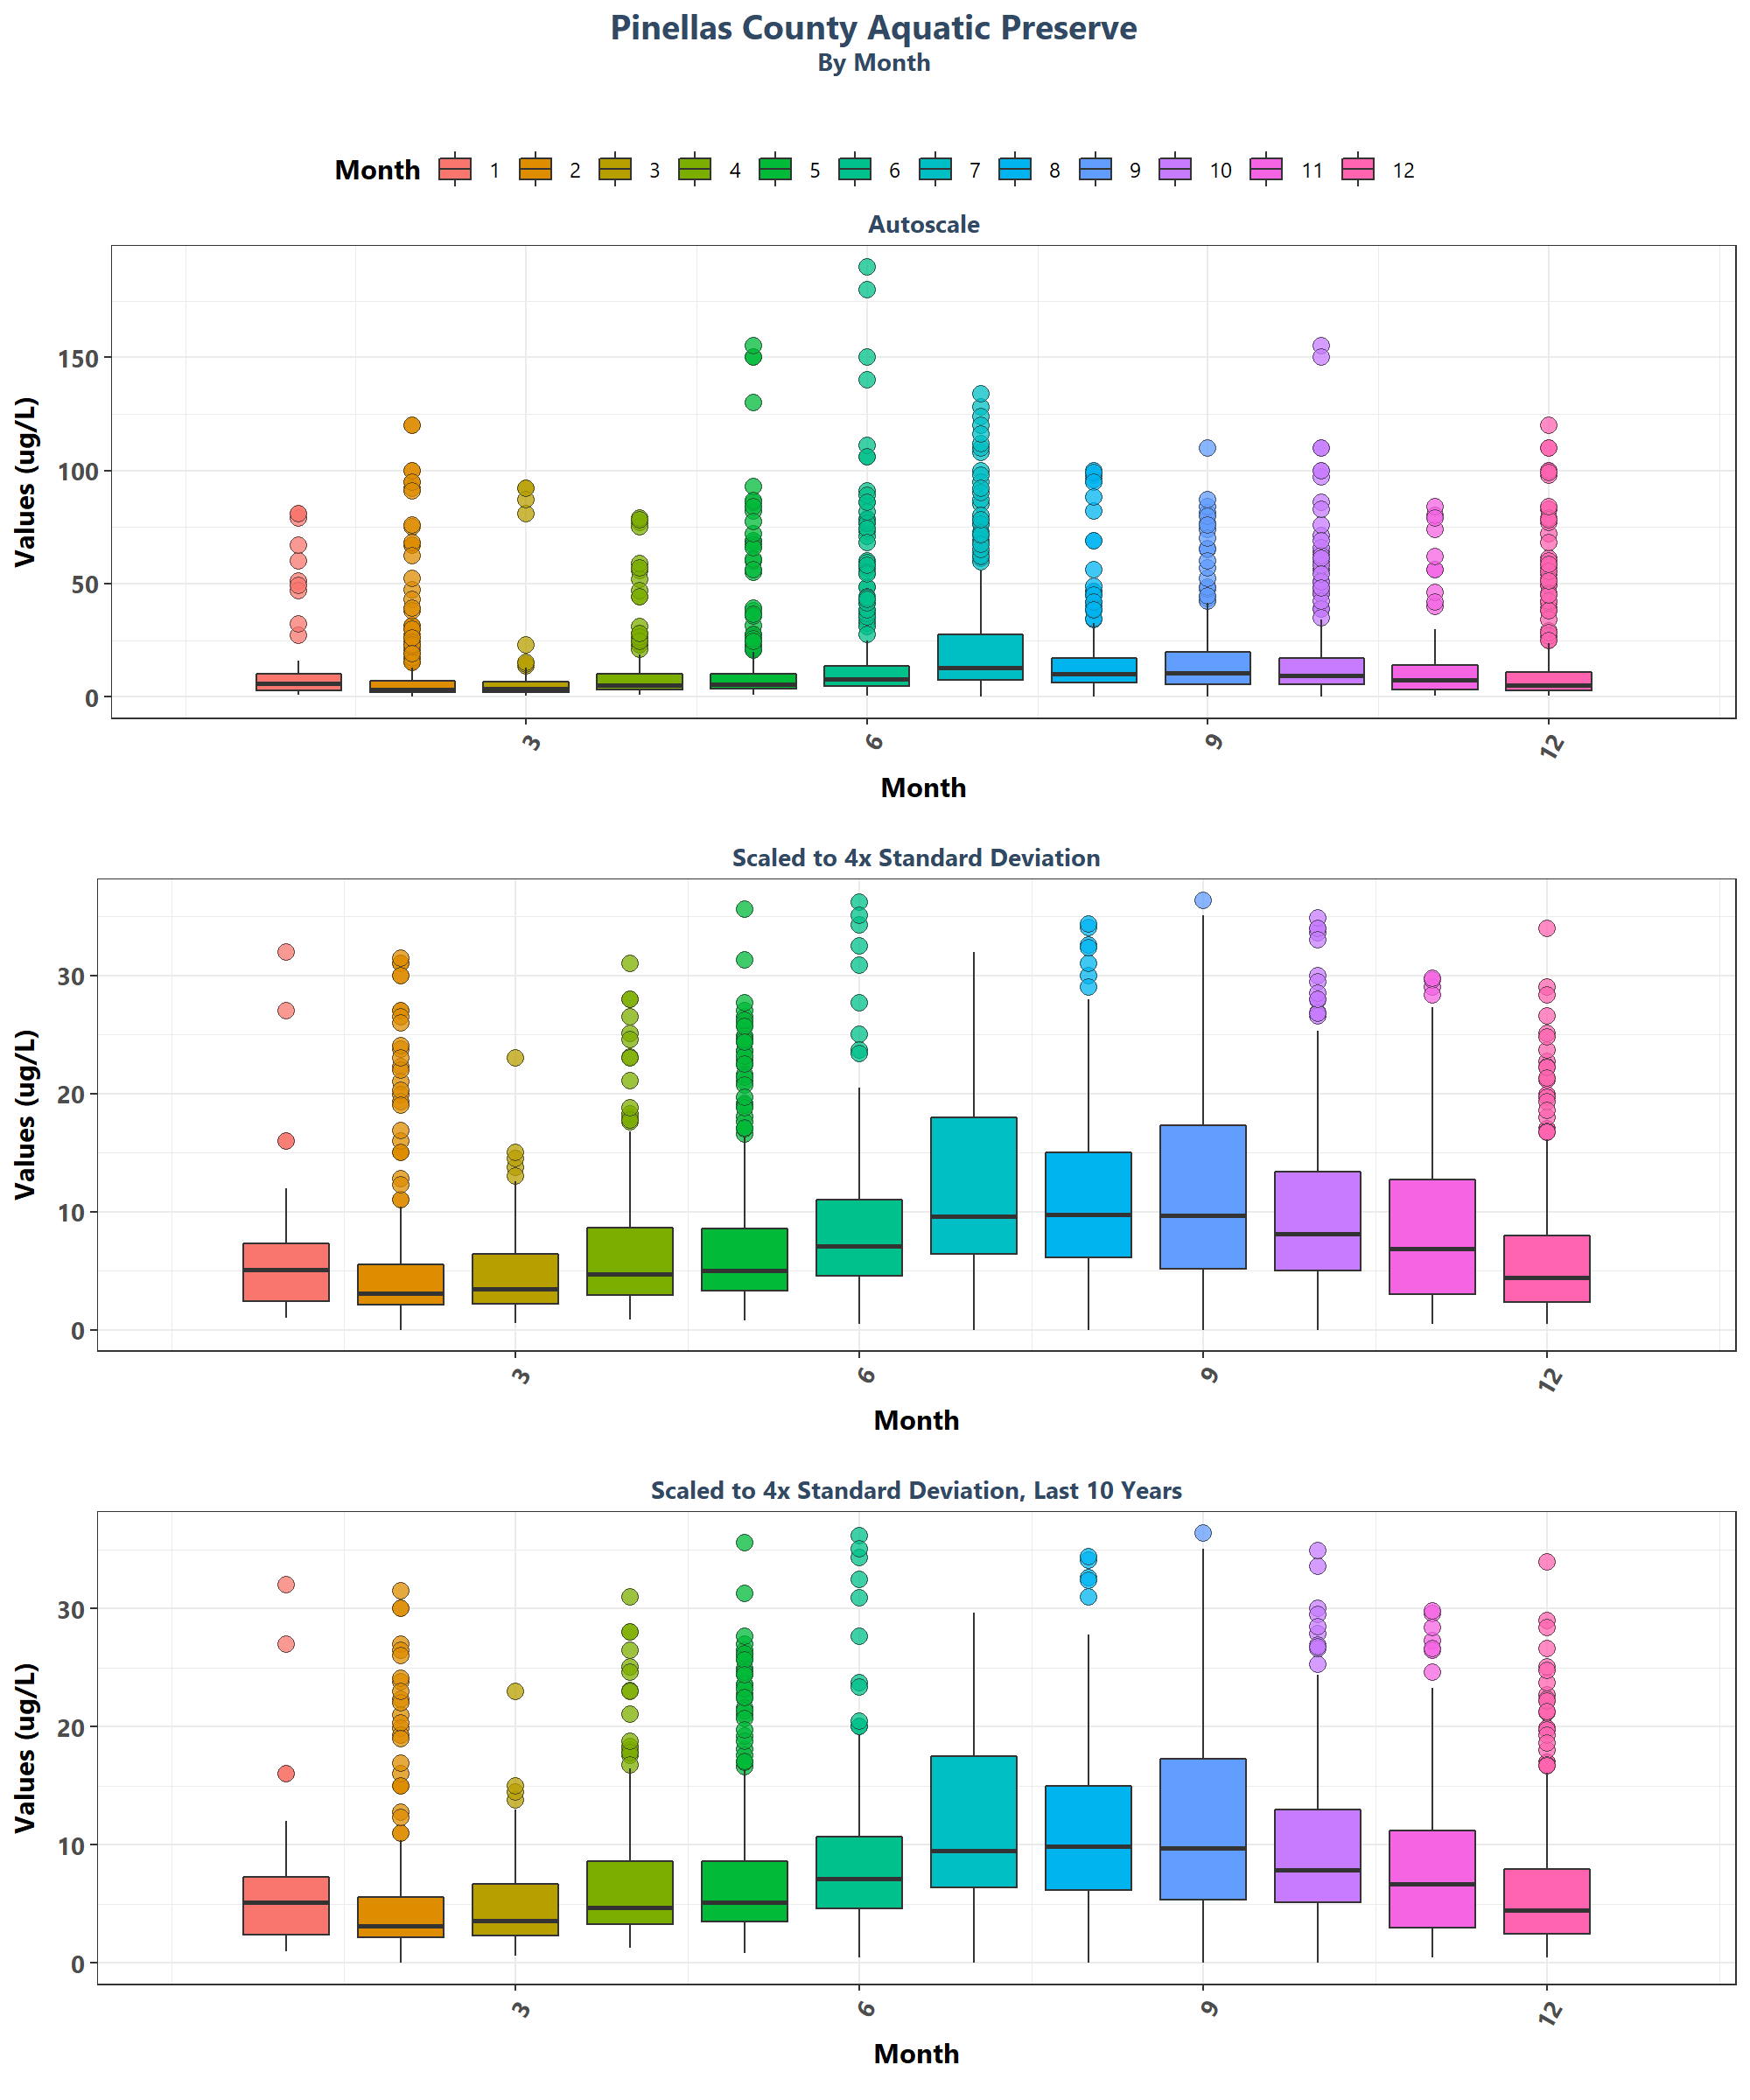 Pinellas County Aquatic Preserve
By Month
Month 1 2 3 4 5 6 7 8 9 10 11 12
Autoscale
Values (ug/L)
150
100
50
0
3 6 9 12
Month
Scaled to 4x Standard Deviation
Values (ug/L)
30
20
10
0
3 6 9 12
Month
Scaled to 4x Standard Deviation, Last 10 Years
Values (ug/L)
30
20
10
0
3 6 9 12
Month